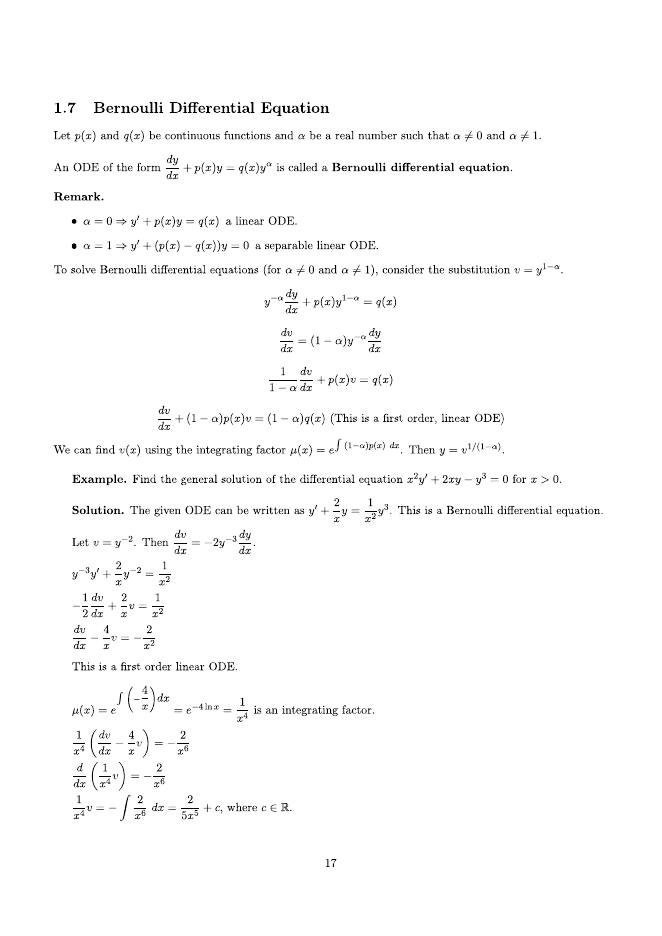 1.7 Bernoulli Differential Equation
Let p(x) and q(x) be continuous functions and α be a real number such that α ≠ 0 and α ≠ 1.
An ODE of the form dy/dx + p(x)y = q(x)y^α is called a Bernoulli differential equation.
Remark.
• α = 0 ⇒ y′ + p(x)y = q(x) a linear ODE.
• α = 1 ⇒ y′ + (p(x) − q(x))y = 0 a separable linear ODE.
To solve Bernoulli differential equations (for α ≠ 0 and α ≠ 1), consider the substitution v = y^{1−α}.
y^{−α} dy/dx + p(x)y^{1−α} = q(x)
dv/dx = (1 − α)y^{−α} dy/dx
1/(1 − α) dv/dx + p(x)v = q(x)
dv/dx + (1 − α)p(x)v = (1 − α)q(x) (This is a first order, linear ODE)
We can find v(x) using the integrating factor μ(x) = e^{∫ (1−α)p(x) dx}. Then y = v^{1/(1−α)}.
Example. Find the general solution of the differential equation x²y′ + 2xy − y³ = 0 for x > 0.
Solution. The given ODE can be written as y′ + 2/x y = 1/x² y³. This is a Bernoulli differential equation.
Let v = y^{−2}. Then dv/dx = −2y^{−3} dy/dx.
y^{−3}y′ + 2/x y^{−2} = 1/x²
−1/2 dv/dx + 2/x v = 1/x²
dv/dx − 4/x v = −2/x²
This is a first order linear ODE.
μ(x) = e^{∫ (−4/x) dx} = e^{−4 ln x} = 1/x⁴ is an integrating factor.
1/x⁴ (dv/dx − 4/x v) = −2/x⁶
d/dx (1/x⁴ v) = −2/x⁶
1/x⁴ v = − ∫ 2/x⁶ dx = 2/5x⁵ + c, where c ∈ ℝ.
17